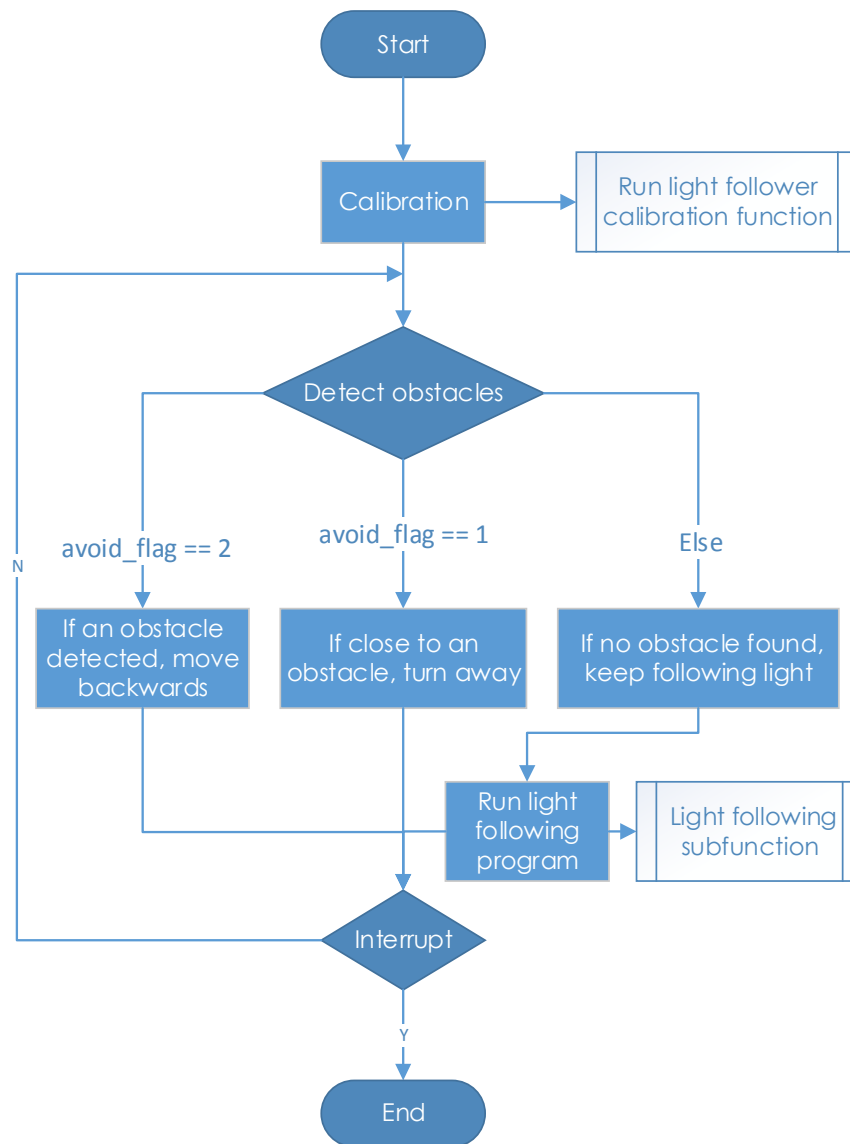 Start
Calibration
Run light follower
calibration function
Detect obstacles
avoid_flag == 2
avoid_flag == 1
Else
N
If an obstacle
detected, move
backwards
If close to an
obstacle, turn away
If no obstacle found,
keep following light
Run light
following
program
Light following
subfunction
Interrupt
Y
End